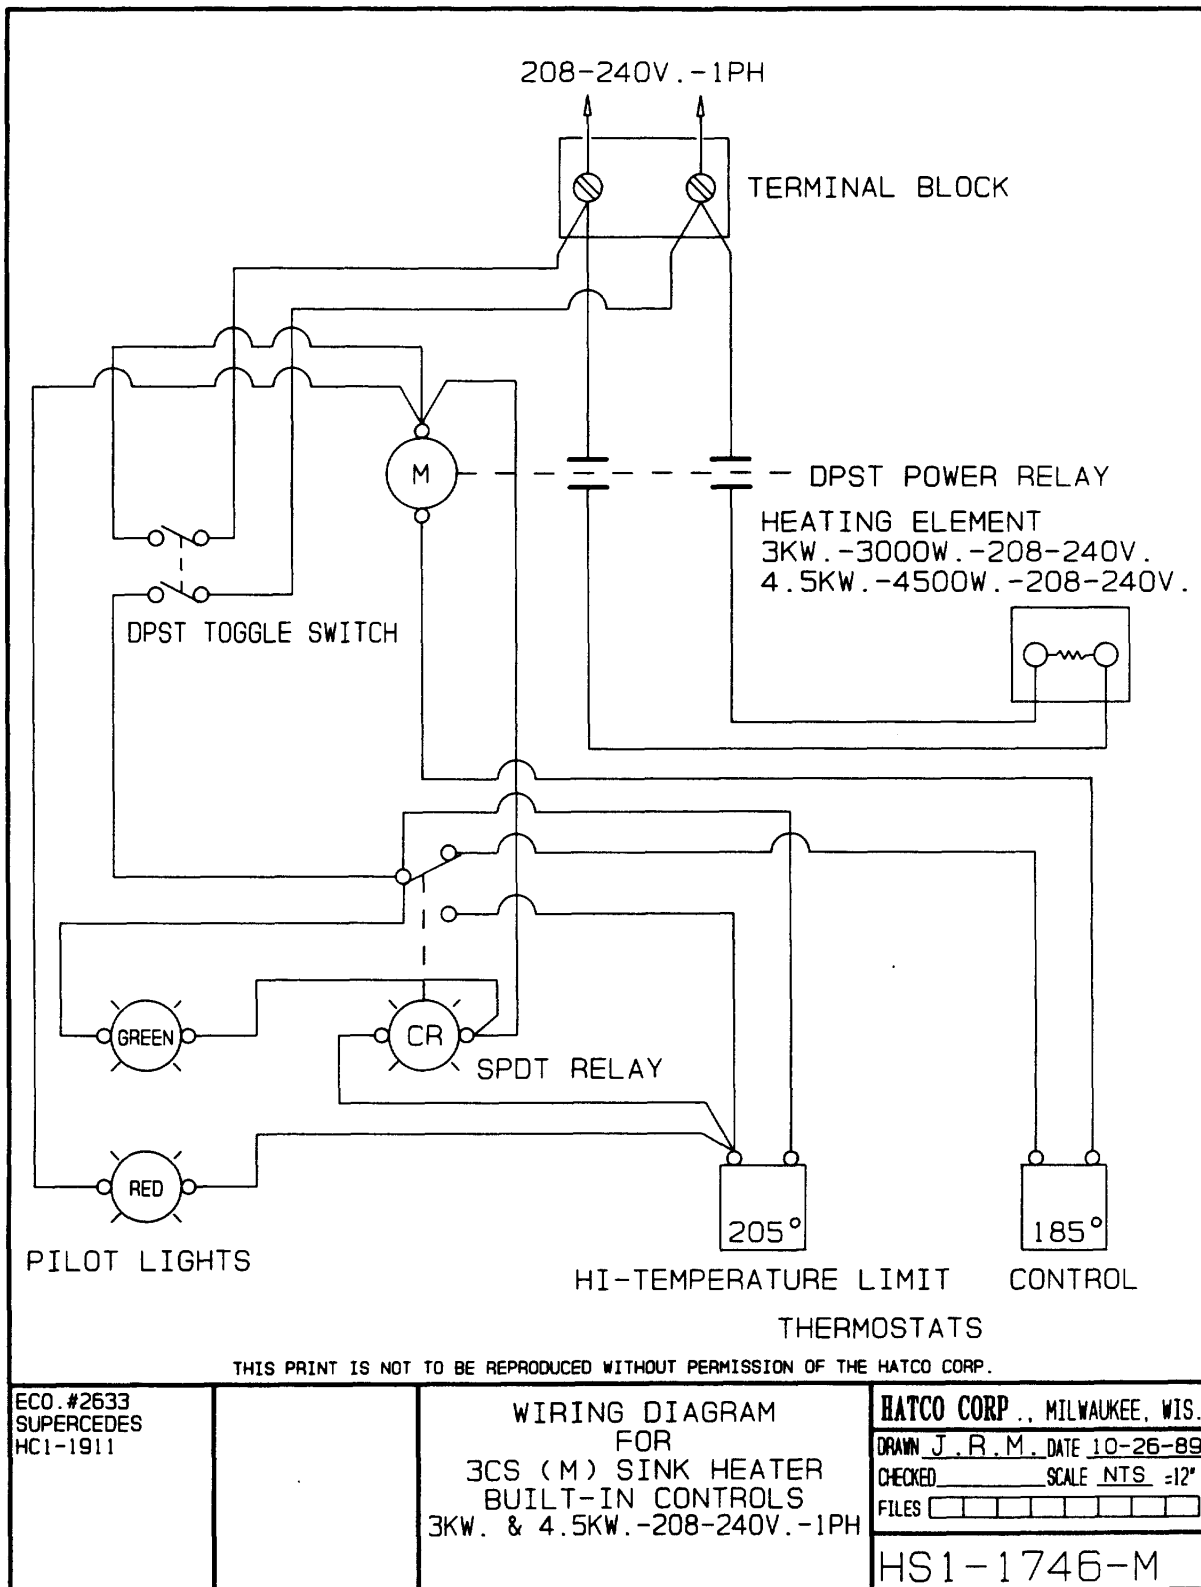 208-240V.-1PH
TERMINAL BLOCK
M
DPST POWER RELAY
HEATING ELEMENT
3KW.-3000W.-208-240V.
4.5KW.-4500W.-208-240V.
DPST TOGGLE SWITCH
GREEN
CR
SPDT RELAY
RED
PILOT LIGHTS
205°
185°
HI-TEMPERATURE LIMIT
CONTROL
THERMOSTATS
THIS PRINT IS NOT TO BE REPRODUCED WITHOUT PERMISSION OF THE HATCO CORP.
ECO.#2633
SUPERCEDES
HC1-1911
WIRING DIAGRAM
FOR
3CS (M) SINK HEATER
BUILT-IN CONTROLS
3KW. & 4.5KW.-208-240V.-1PH
HATCO CORP., MILWAUKEE, WIS.
DRAWN J.R.M. DATE 10-26-89
CHECKED SCALE NTS =12"
FILES
HS1-1746-M